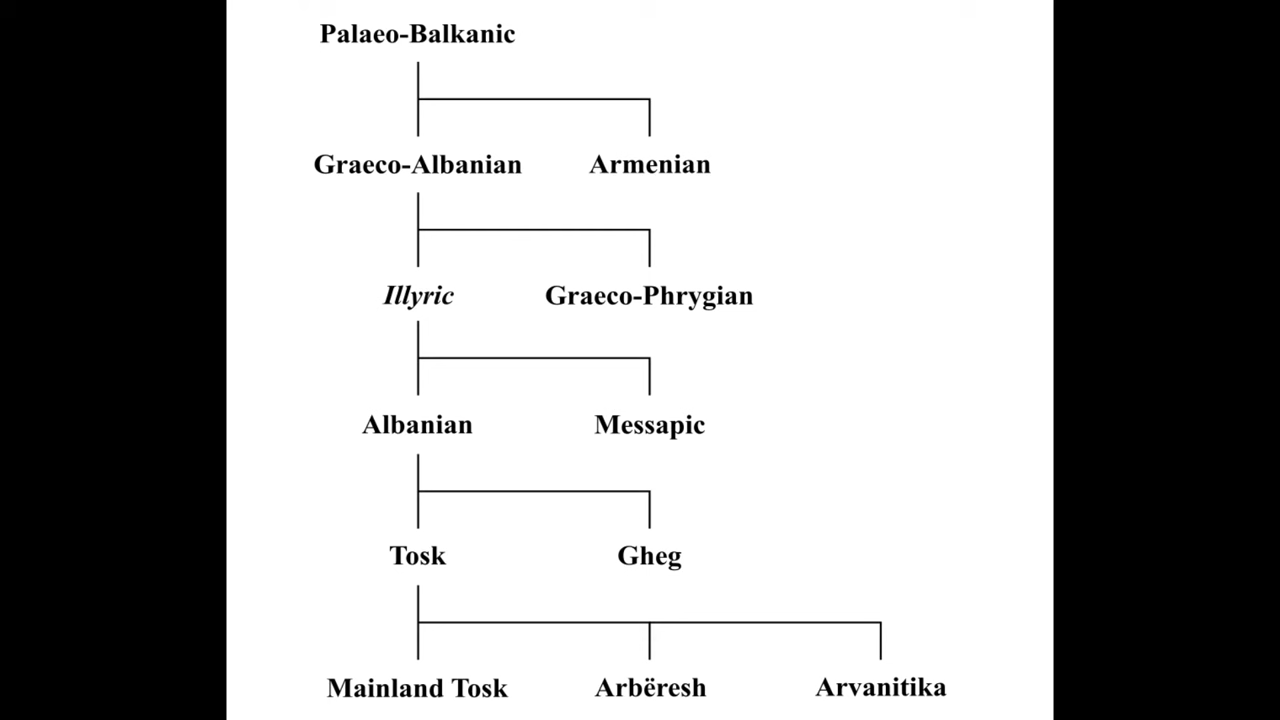 Palaeo-Balkanic
Graeco-Albanian Armenian
Illyric Graeco-Phrygian
Albanian Messapic
Tosk Gheg
Mainland Tosk Arbëresh Arvanitika